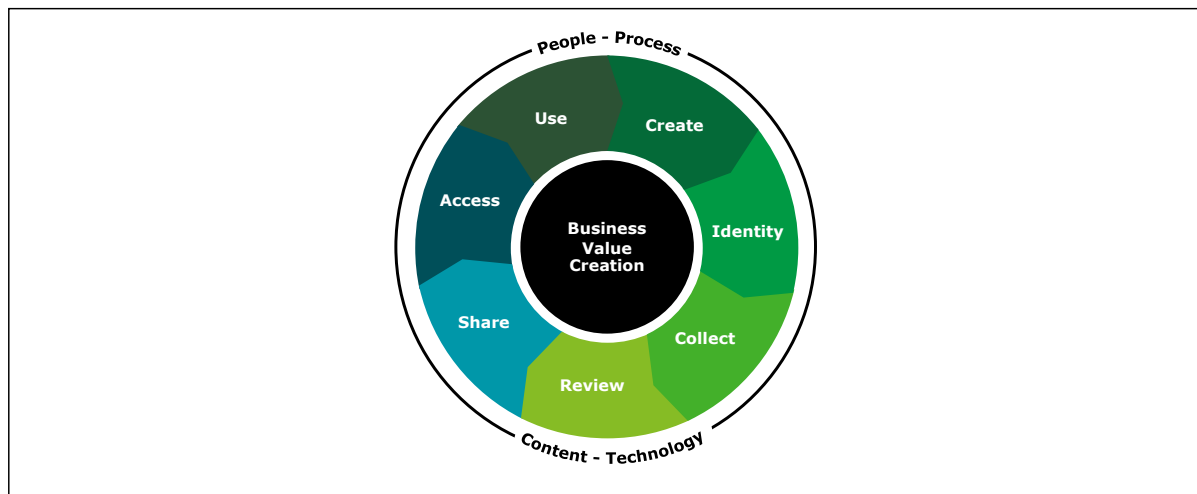 People - Process
Use
Create
Access
Identity
Business
Value
Creation
Share
Collect
Review
Content - Technology